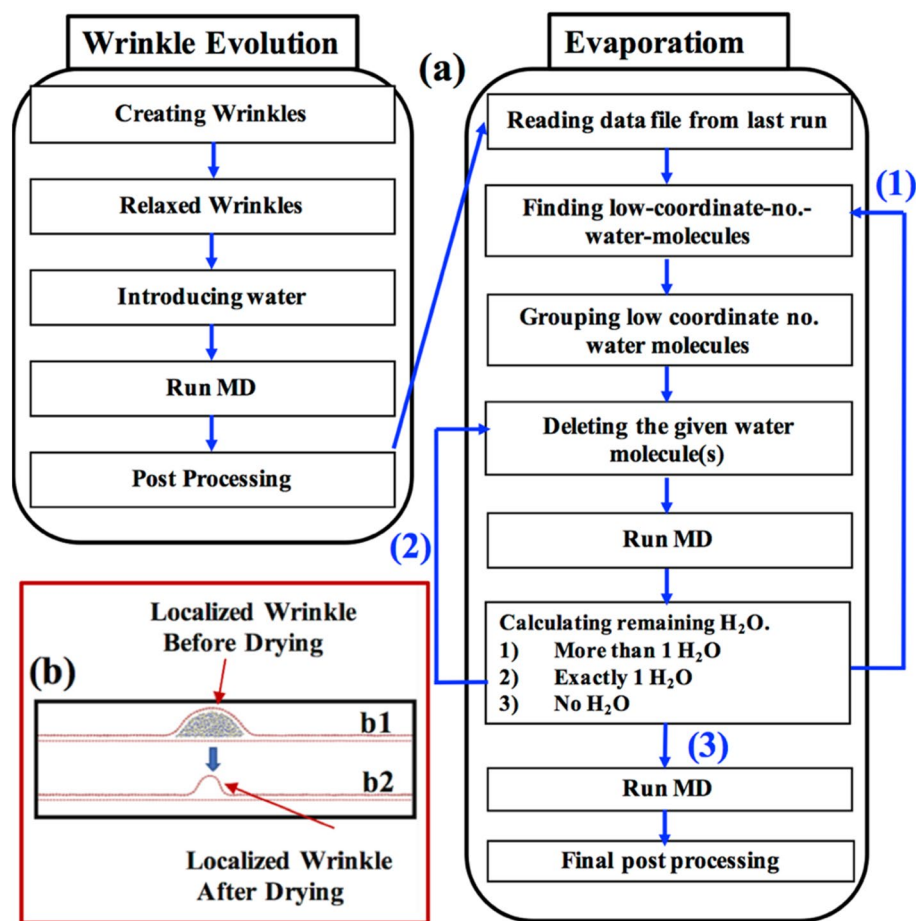 Wrinkle Evolution
Creating Wrinkles
Relaxed Wrinkles
Introducing water
Run MD
Post Processing
(a)
Evaporatiom
Reading data file from last run
Finding low-coordinate-no.-
water-molecules
Grouping low coordinate no.
water molecules
Deleting the given water
molecule(s)
Run MD
Calculating remaining H₂O.
1) More than 1 H₂O
2) Exactly 1 H₂O
3) No H₂O
(1)
(2)
(3)
Run MD
Final post processing
(b)
Localized Wrinkle
Before Drying
b1
b2
Localized Wrinkle
After Drying